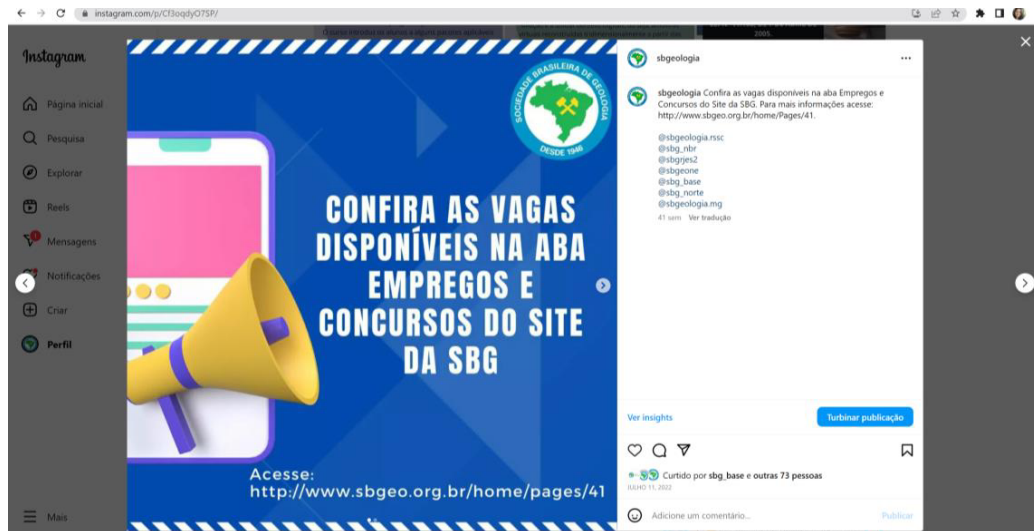 instagram.com/p/Cf3oqdyO7SP/
2005.
Instagram
Página inicial
Pesquisa
Explorar
Reels
Mensagens
Notificações
Criar
Perfil
Mais
SOCIEDADE BRASILEIRA DE GEOLOGIA
DESDE 1946
CONFIRA AS VAGAS
DISPONÍVEIS NA ABA
EMPREGOS E
CONCURSOS DO SITE
DA SBG
Acesse:
http://www.sbgeo.org.br/home/pages/41
sbgeologia
sbgeologia Confira as vagas disponíveis na aba Empregos e
Concursos do Site da SBG. Para mais informações acesse:
http://www.sbgeo.org.br/home/Pages/41.
@sbgeologia.rssc
@sbg_nbr
@sbgrjes2
@sbgeone
@sbg_base
@sbg_norte
@sbgeologia.mg
41 sem Ver tradução
Ver insights
Turbinar publicação
Curtido por sbg_base e outras 73 pessoas
JULHO 11, 2022
Adicione um comentário...
Publicar